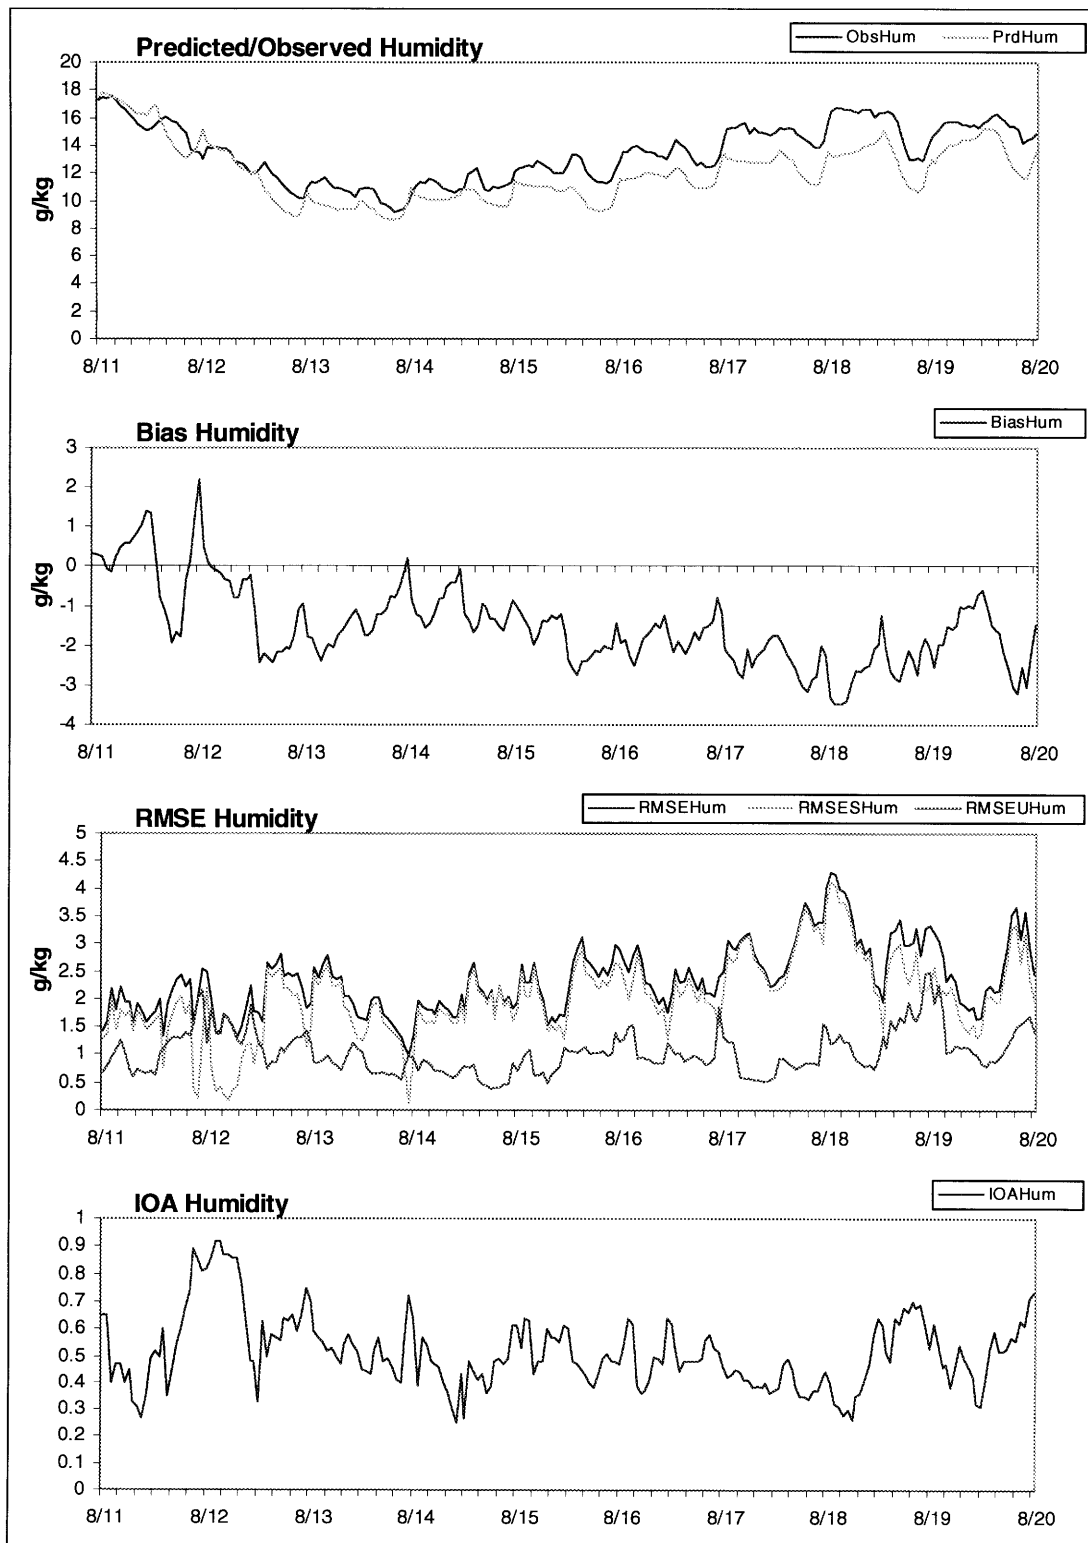 Predicted/Observed Humidity
ObsHum PrdHum
g/kg
20
18
16
14
12
10
8
6
4
2
0
8/11 8/12 8/13 8/14 8/15 8/16 8/17 8/18 8/19 8/20
Bias Humidity
BiasHum
g/kg
3
2
1
0
-1
-2
-3
-4
8/11 8/12 8/13 8/14 8/15 8/16 8/17 8/18 8/19 8/20
RMSE Humidity
RMSEHum RMSESHum RMSEUHum
g/kg
5
4.5
4
3.5
3
2.5
2
1.5
1
0.5
0
8/11 8/12 8/13 8/14 8/15 8/16 8/17 8/18 8/19 8/20
IOA Humidity
IOAHum
1
0.9
0.8
0.7
0.6
0.5
0.4
0.3
0.2
0.1
0
8/11 8/12 8/13 8/14 8/15 8/16 8/17 8/18 8/19 8/20